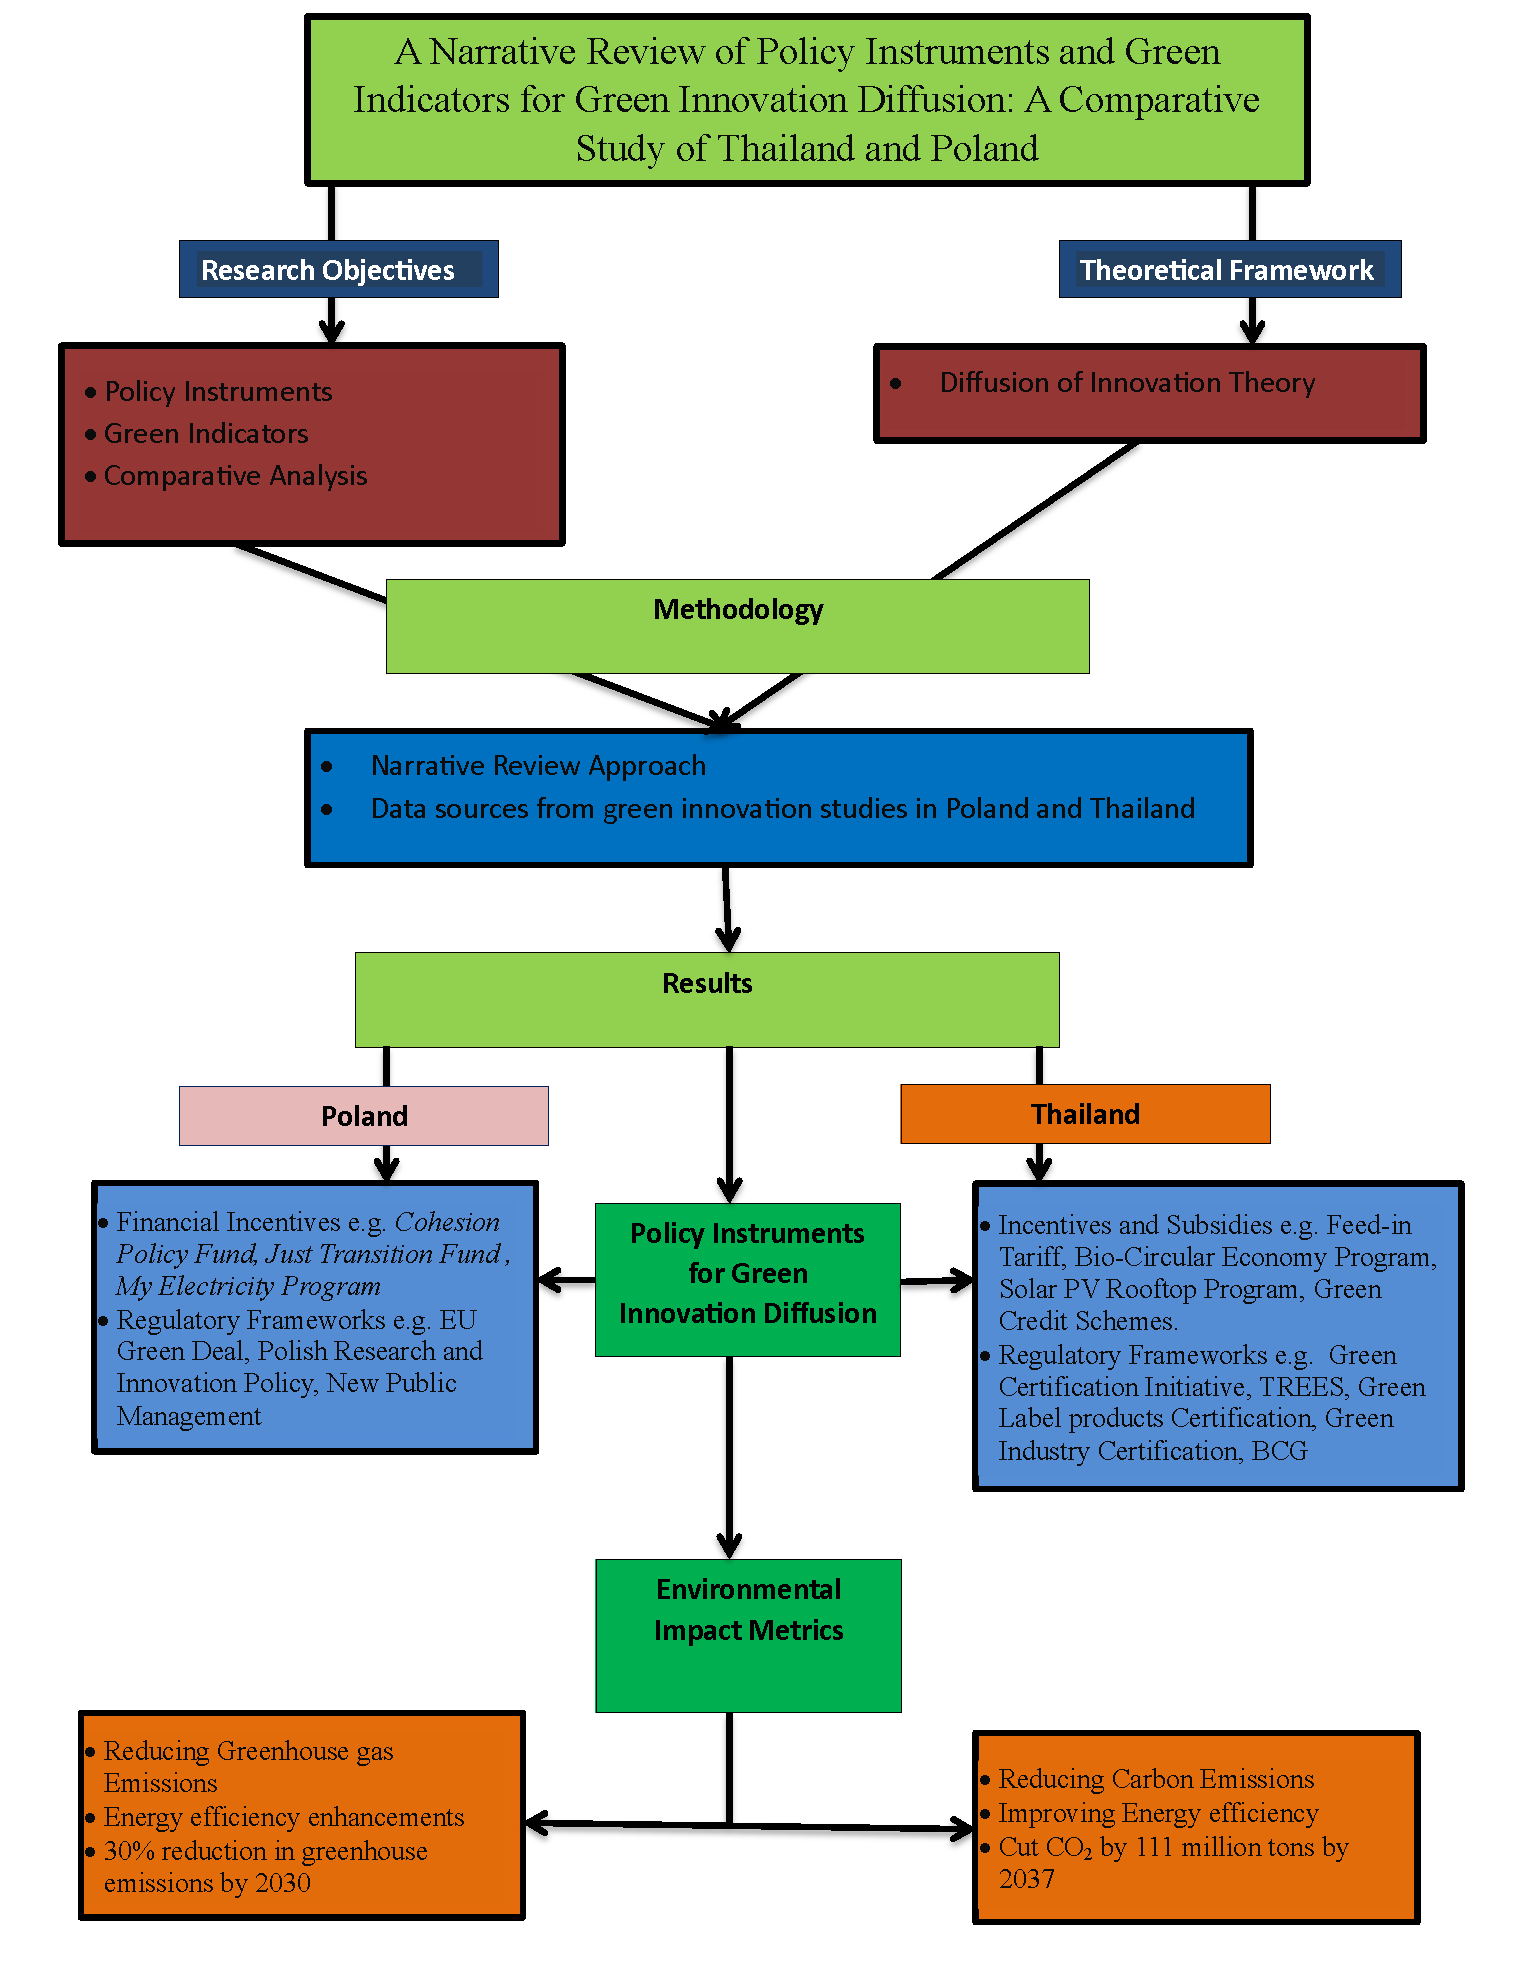 A Narrative Review of Policy Instruments and Green
Indicators for Green Innovation Diffusion: A Comparative
Study of Thailand and Poland
Research Objectives
Theoretical Framework
• Policy Instruments
• Green Indicators
• Comparative Analysis
• Diffusion of Innovation Theory
Methodology
• Narrative Review Approach
• Data sources from green innovation studies in Poland and Thailand
Results
Poland
Thailand
• Financial Incentives e.g. Cohesion
Policy Fund, Just Transition Fund ,
My Electricity Program
• Regulatory Frameworks e.g. EU
Green Deal, Polish Research and
Innovation Policy, New Public
Management
Policy Instruments
for Green
Innovation Diffusion
• Incentives and Subsidies e.g. Feed-in
Tariff, Bio-Circular Economy Program,
Solar PV Rooftop Program, Green
Credit Schemes.
• Regulatory Frameworks e.g. Green
Certification Initiative, TREES, Green
Label products Certification, Green
Industry Certification, BCG
Environmental
Impact Metrics
• Reducing Greenhouse gas
Emissions
• Energy efficiency enhancements
• 30% reduction in greenhouse
emissions by 2030
• Reducing Carbon Emissions
• Improving Energy efficiency
• Cut CO₂ by 111 million tons by
2037